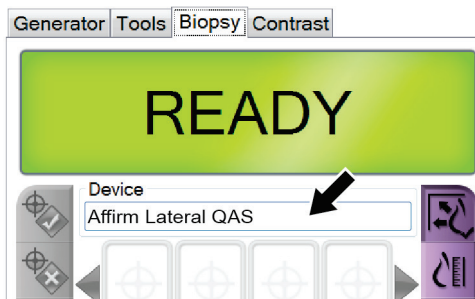 Generator Tools Biopsy Contrast
READY
Device
Affirm Lateral QAS